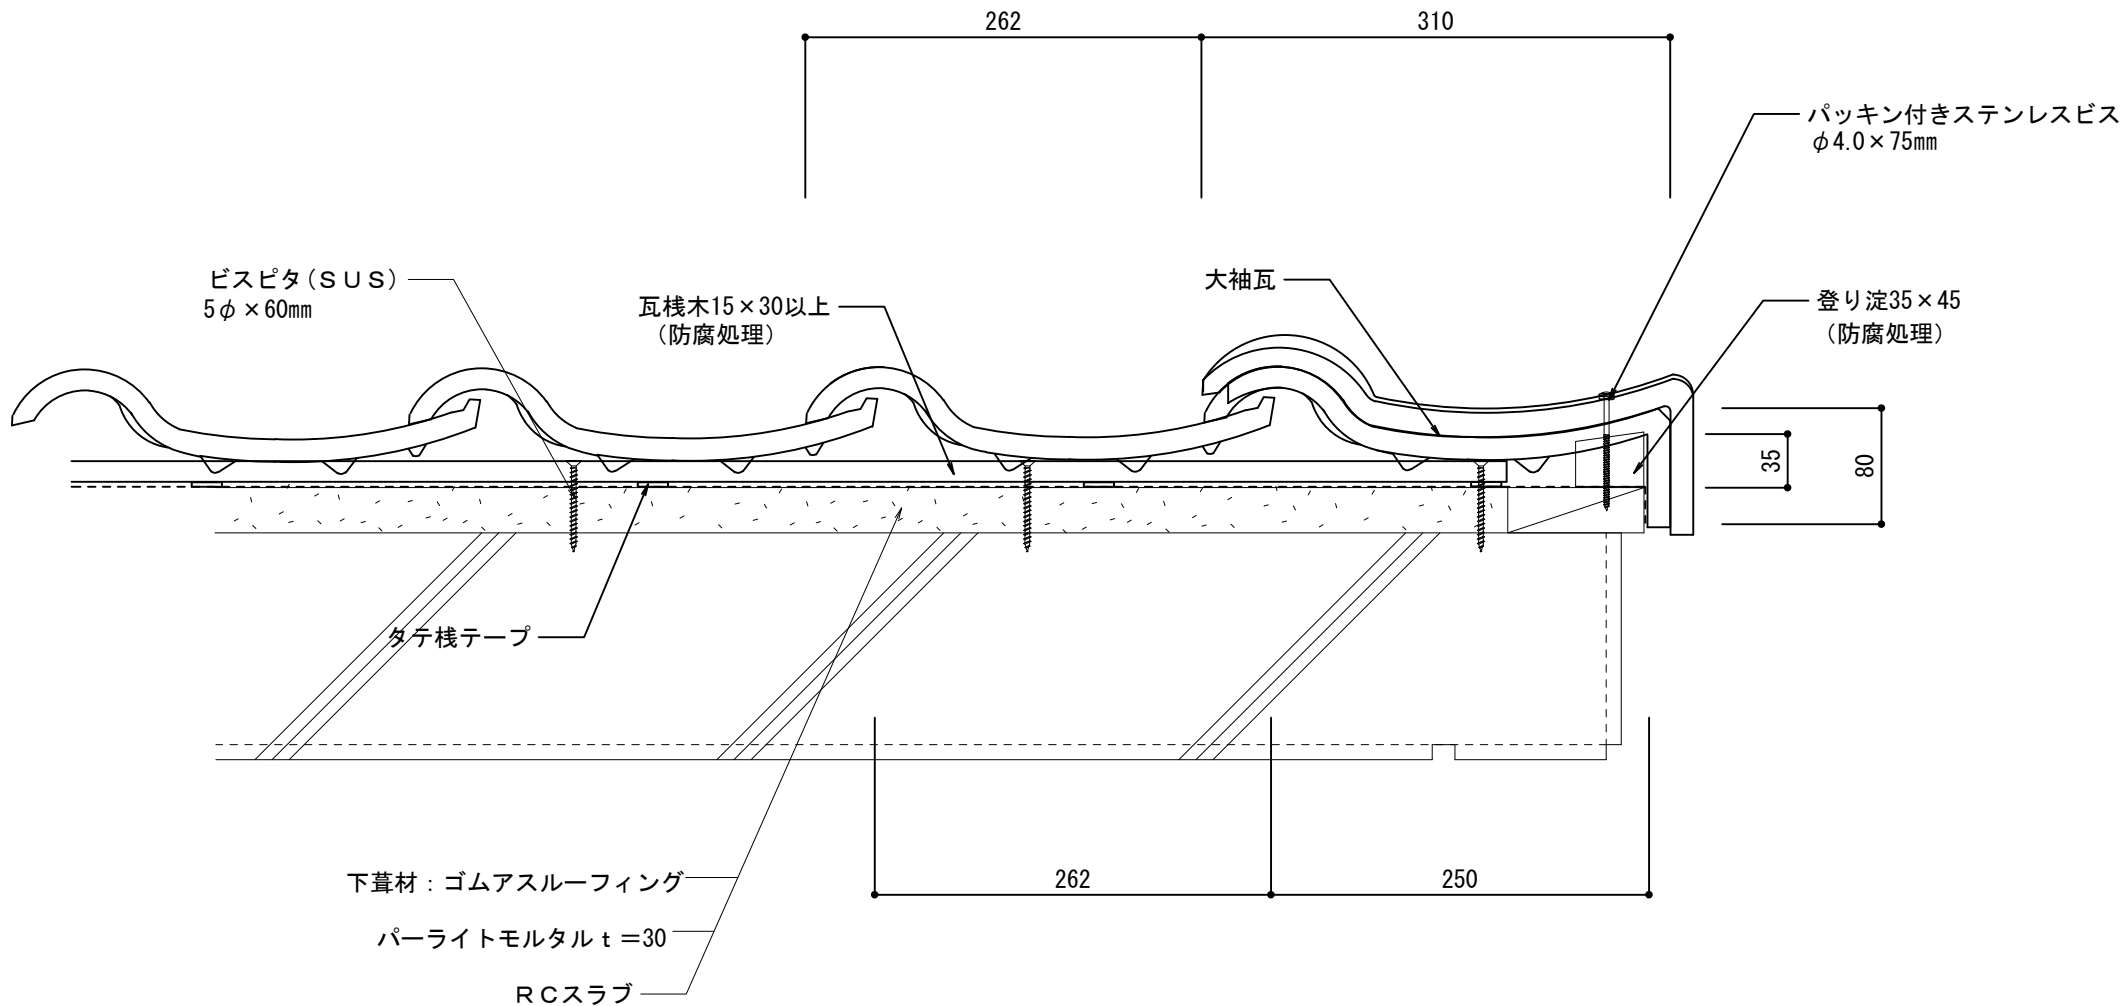 262
310
パッキン付きステンレスビス
φ4.0×75mm
ビスピタ(ＳＵＳ)
5φ×60mm
瓦桟木15×30以上
(防腐処理)
大袖瓦
登り淀35×45
(防腐処理)
35
80
タテ桟テープ
下葺材：ゴムアスルーフィング
262
250
パーライトモルタルｔ＝30
ＲＣスラブ